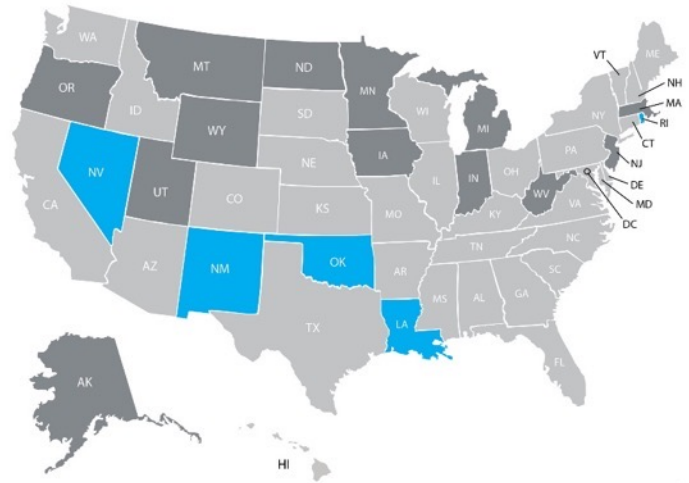 WA
ME
VT
MT
ND
NH
OR
MN
MA
ID
SD
WI
NY
RI
WY
MI
CT
IA
PA
NE
NJ
NV
IL
IN
OH
DE
UT
WV
MD
CA
CO
KS
MO
KY
VA
DC
NC
TN
AZ
NM
OK
AR
SC
MS
AL
GA
TX
LA
FL
AK
HI